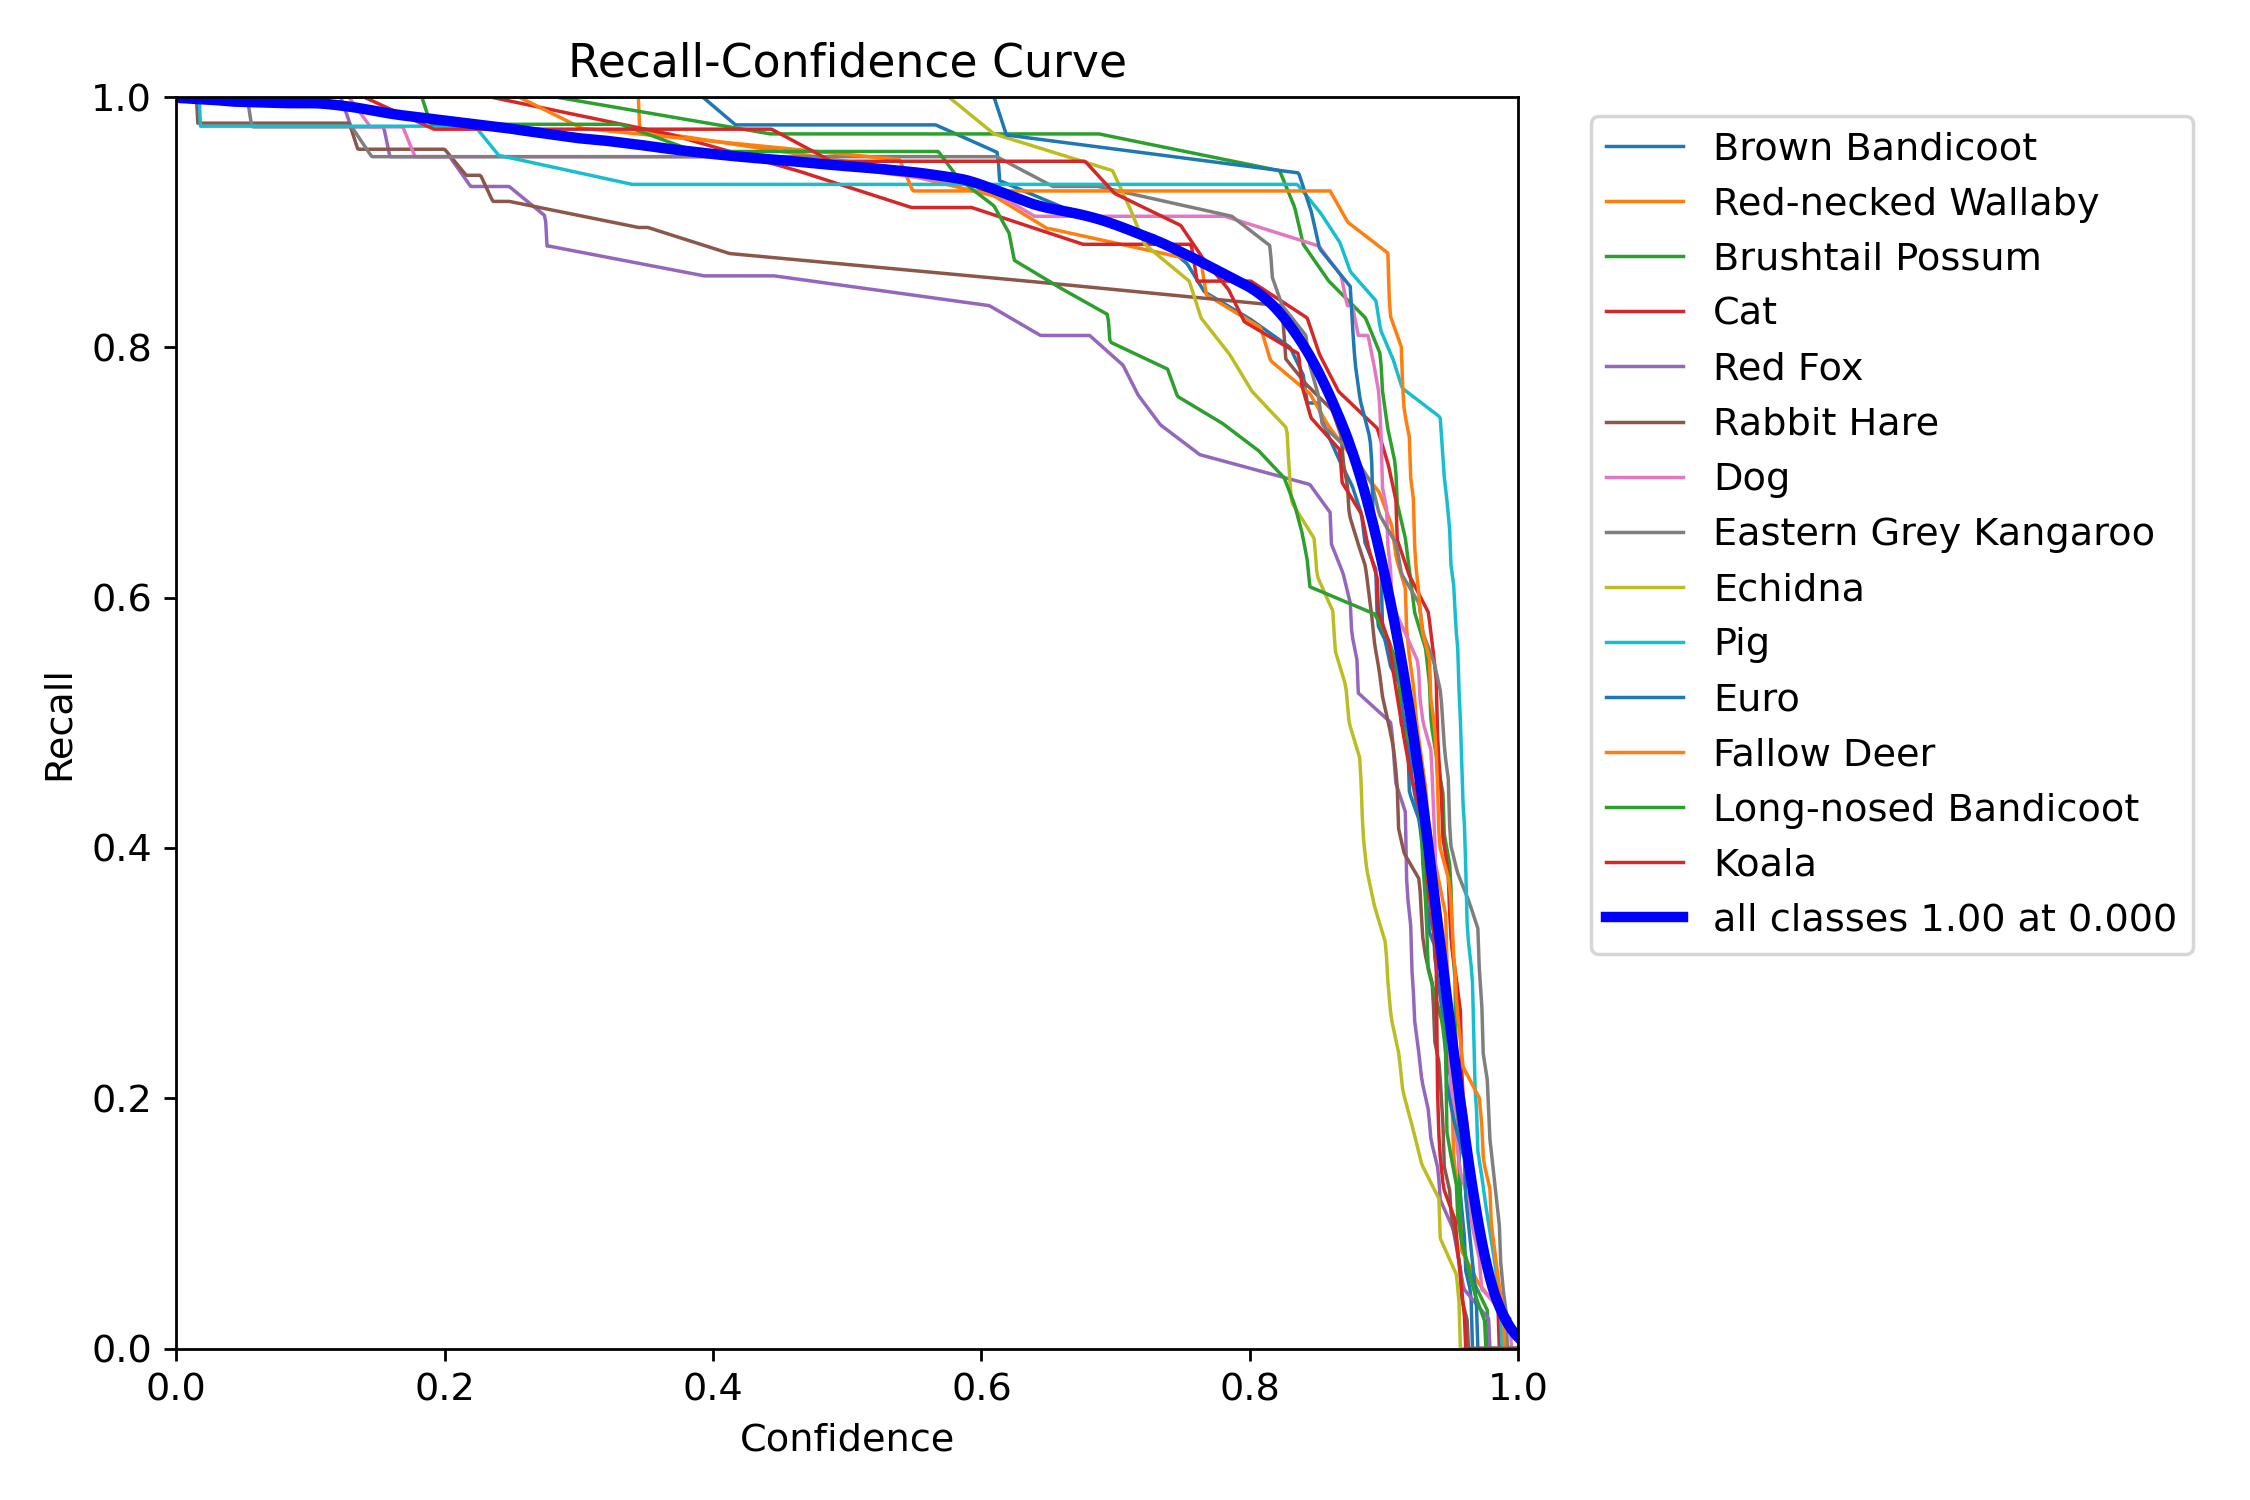 Recall-Confidence Curve
1.0
0.8
0.6
0.4
0.2
0.0
Recall
0.0 0.2 0.4 0.6 0.8 1.0
Confidence
Brown Bandicoot
Red-necked Wallaby
Brushtail Possum
Cat
Red Fox
Rabbit Hare
Dog
Eastern Grey Kangaroo
Echidna
Pig
Euro
Fallow Deer
Long-nosed Bandicoot
Koala
all classes 1.00 at 0.000